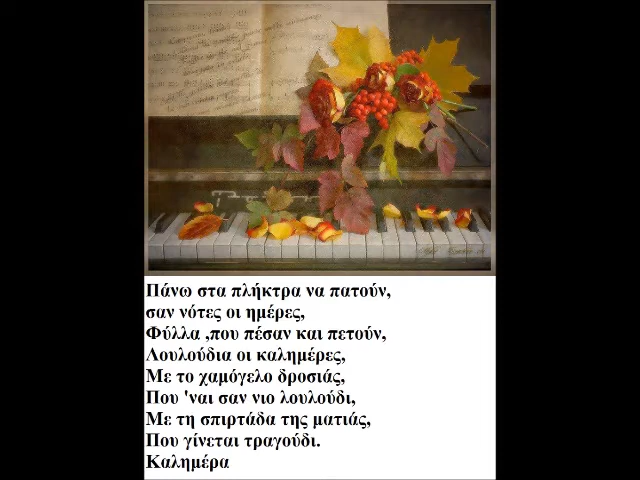 Πάνω στα πλήκτρα να πατούν,
σαν νότες οι ημέρες,
Φύλλα ,που πέσαν και πετούν,
Λουλούδια οι καλημέρες,
Με το χαμόγελο δροσιάς,
Που 'ναι σαν νιο λουλούδι,
Με τη σπιρτάδα της ματιάς,
Που γίνεται τραγούδι.
Καλημέρα